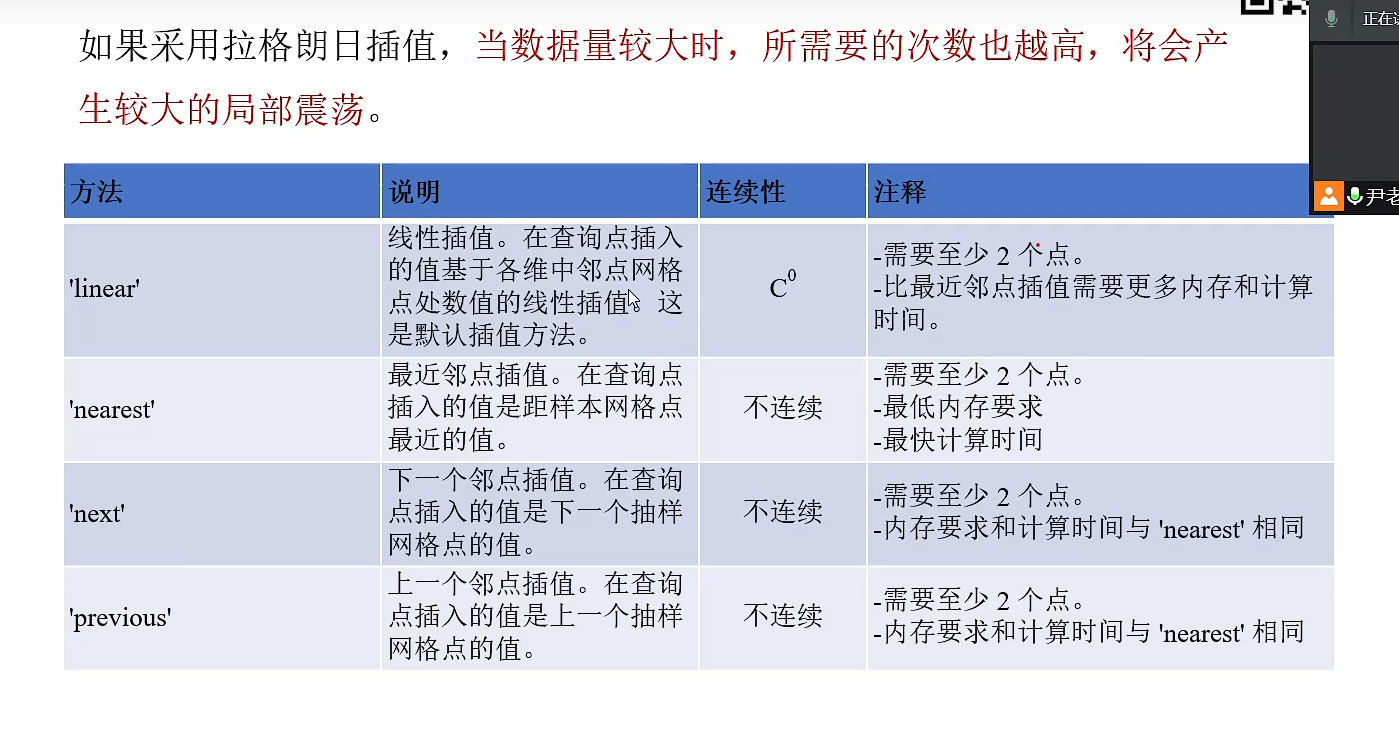 如果采用拉格朗日插值，当数据量较大时，所需要的次数也越高，将会产
生较大的局部震荡。
方法
说明
连续性
注释
'linear'
线性插值。在查询点插入
的值基于各维中邻点网格
点处数值的线性插值。这
是默认插值方法。
C⁰
-需要至少 2 个点。
-比最近邻点插值需要更多内存和计算
时间。
'nearest'
最近邻点插值。在查询点
插入的值是距样本网格点
最近的值。
不连续
-需要至少 2 个点。
-最低内存要求
-最快计算时间
'next'
下一个邻点插值。在查询
点插入的值是下一个抽样
网格点的值。
不连续
-需要至少 2 个点。
-内存要求和计算时间与 'nearest' 相同
'previous'
上一个邻点插值。在查询
点插入的值是上一个抽样
网格点的值。
不连续
-需要至少 2 个点。
-内存要求和计算时间与 'nearest' 相同
正在
尹老